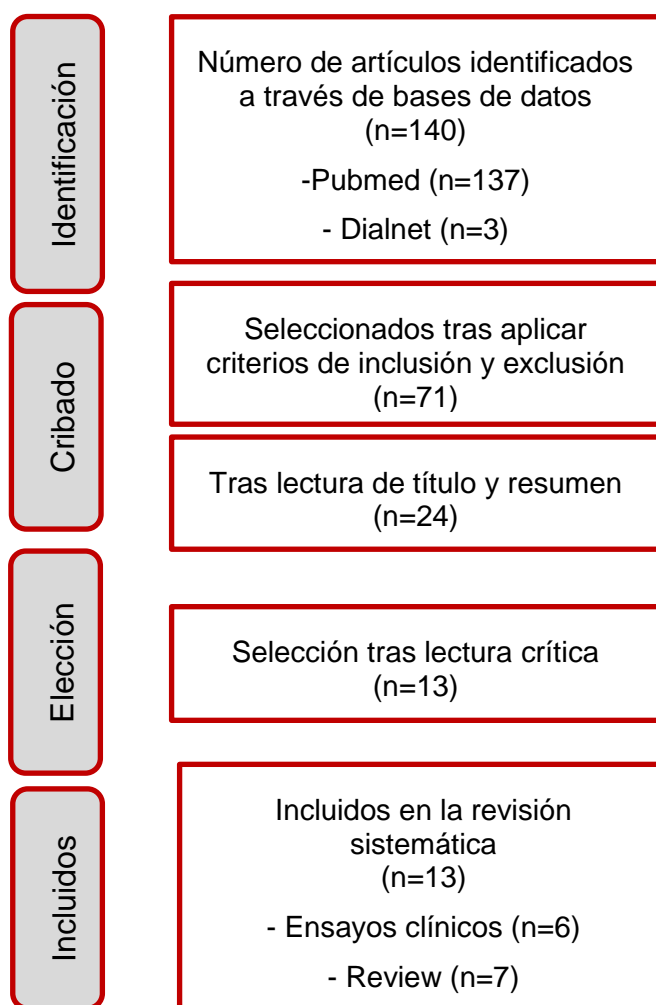 Identificación
Número de artículos identificados
a través de bases de datos
(n=140)
-Pubmed (n=137)
- Dialnet (n=3)
Cribado
Seleccionados tras aplicar
criterios de inclusión y exclusión
(n=71)
Tras lectura de título y resumen
(n=24)
Elección
Selección tras lectura crítica
(n=13)
Incluidos
Incluidos en la revisión
sistemática
(n=13)
- Ensayos clínicos (n=6)
- Review (n=7)